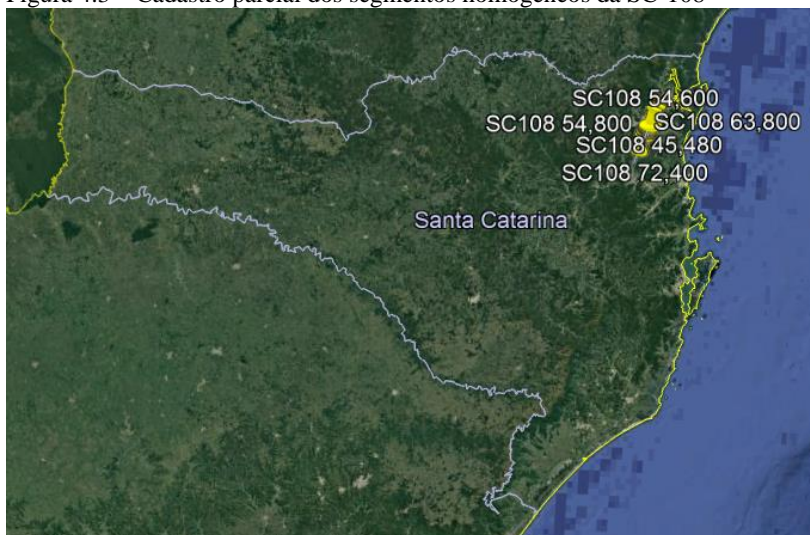 Figura 4.3 – Cadastro parcial dos segmentos homogêneos da SC-108
SC108 54,600
SC108 54,800
SC108 63,800
SC108 45,480
SC108 72,400
Santa Catarina